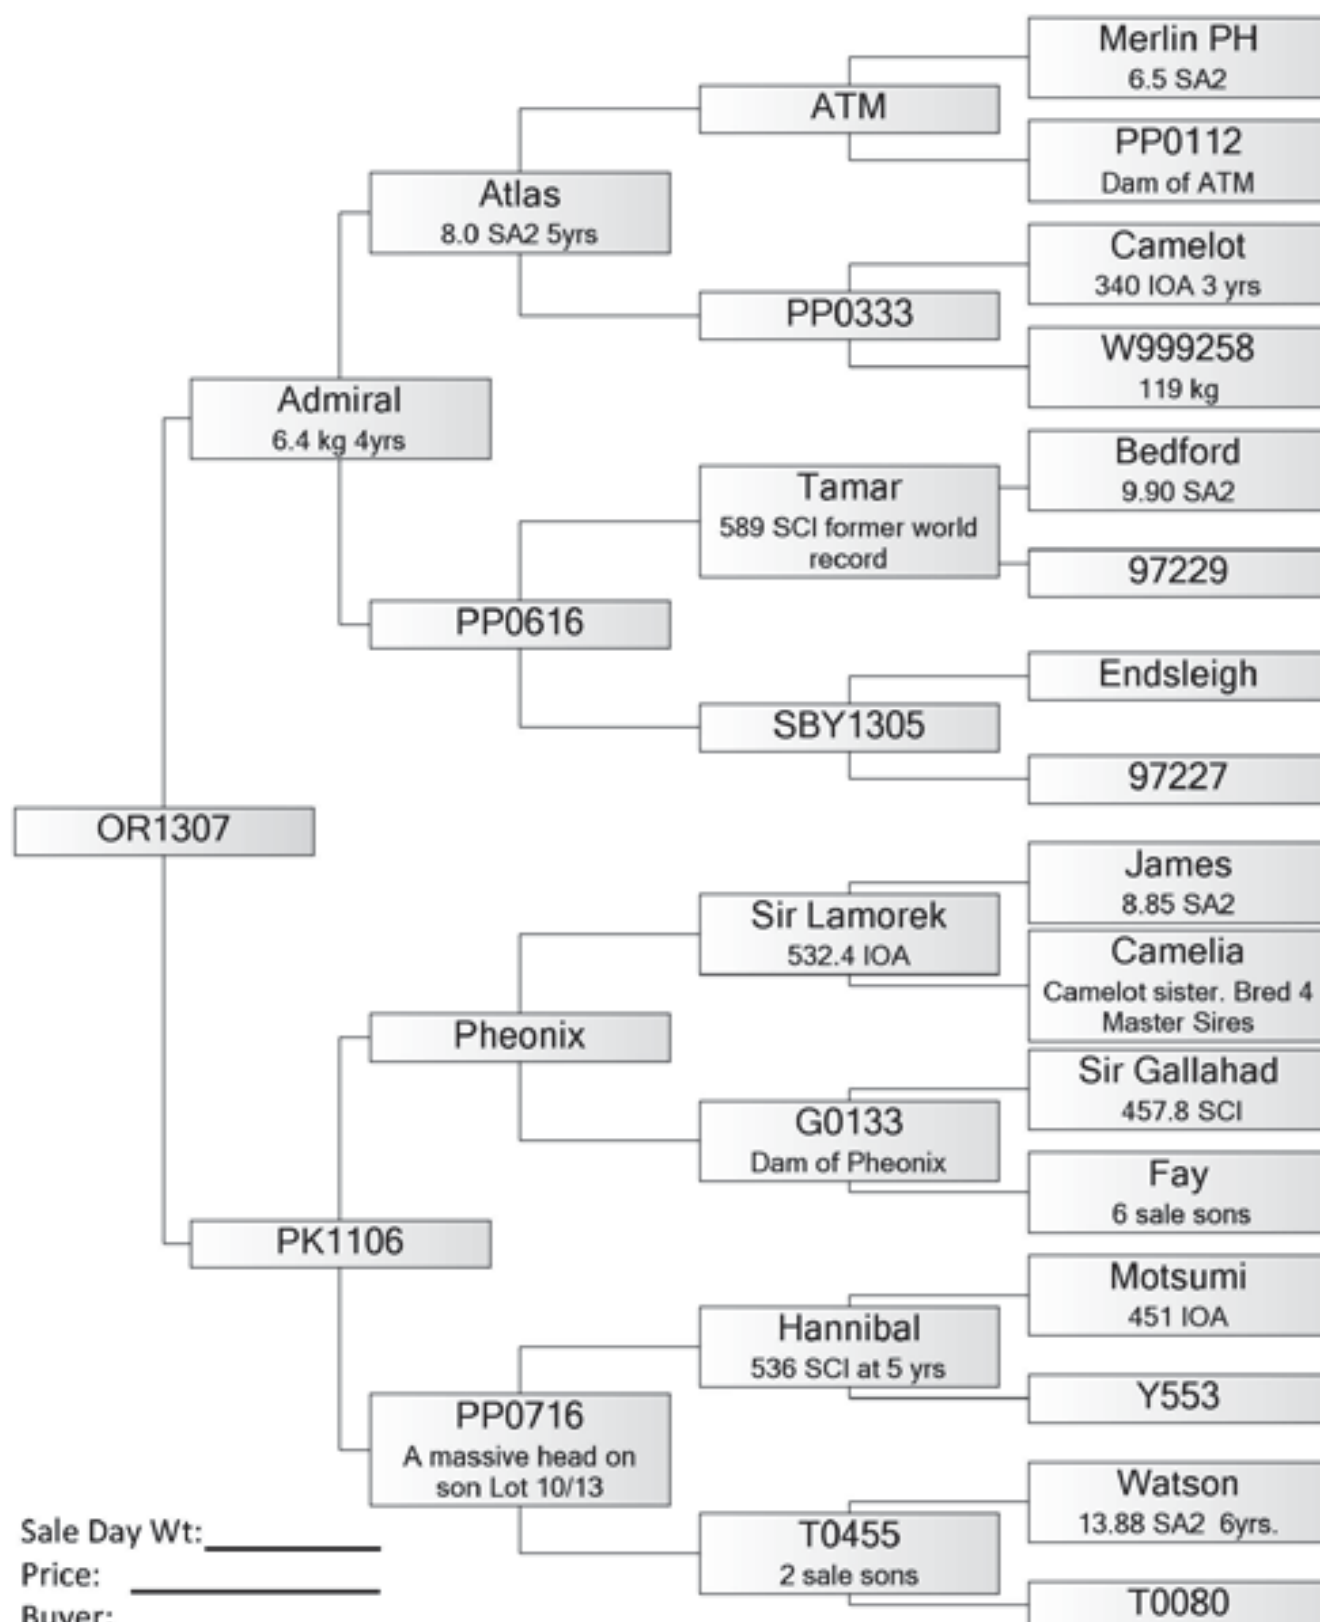 Merlin PH
6.5 SA2
ATM
PP0112
Dam of ATM
Atlas
8.0 SA2 5yrs
Camelot
340 IOA 3 yrs
PP0333
W999258
119 kg
Admiral
6.4 kg 4yrs
Bedford
9.90 SA2
Tamar
589 SCI former world
record
97229
PP0616
Endsleigh
SBY1305
97227
OR1307
James
8.85 SA2
Sir Lamorek
532.4 IOA
Camelia
Camelot sister. Bred 4
Master Sires
Pheonix
Sir Gallahad
457.8 SCI
G0133
Dam of Pheonix
Fay
6 sale sons
PK1106
Motsumi
451 IOA
Hannibal
536 SCI at 5 yrs
Y553
PP0716
A massive head on
son Lot 10/13
Watson
13.88 SA2 6yrs.
T0455
2 sale sons
T0080
Sale Day Wt:
Price:
Buyer: